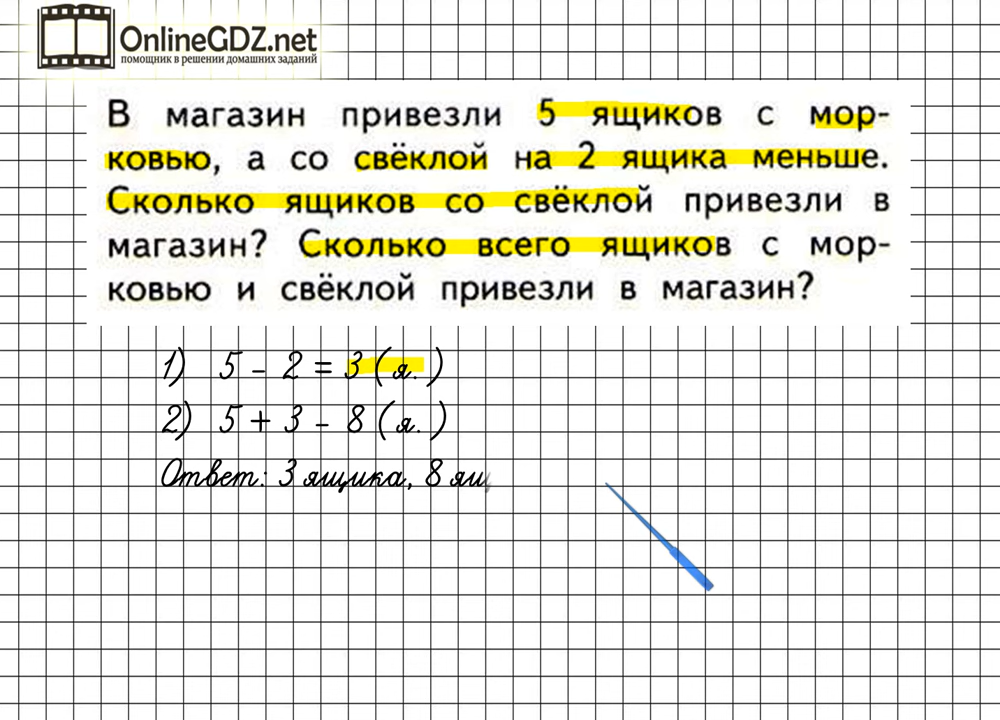 OnlineGDZ.net
помощник в решении домашних заданий
В магазин привезли 5 ящиков с мор-
ковью, а со свёклой на 2 ящика меньше.
Сколько ящиков со свёклой привезли в
магазин? Сколько всего ящиков с мор-
ковью и свёклой привезли в магазин?
1) 5 - 2 = 3 (я.)
2) 5 + 3 - 8 (я.)
Ответ: 3 ящика, 8 ящ